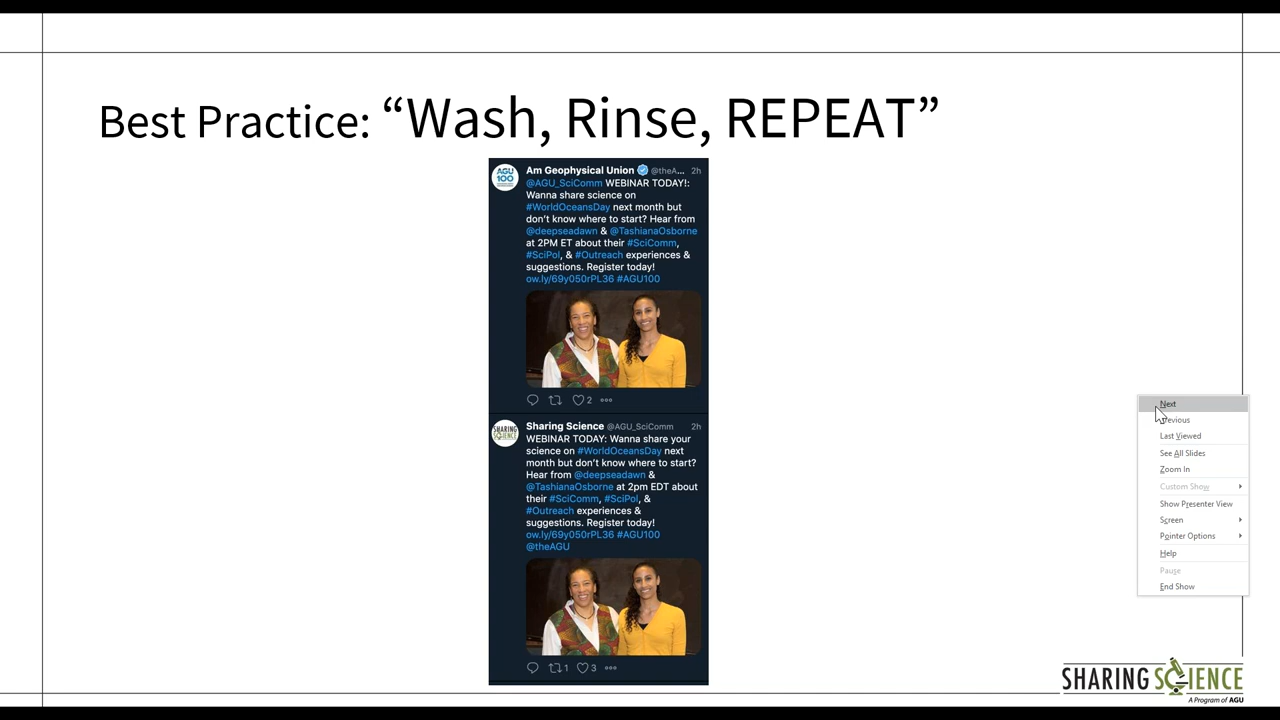 Best Practice: “Wash, Rinse, REPEAT”
AGU
100
Am Geophysical Union @theA... 2h
@AGU_SciComm WEBINAR TODAY!:
Wanna share science on
#WorldOceansDay next month but
don’t know where to start? Hear from
@deepseadawn & @TashianaOsborne
at 2PM ET about their #SciComm,
#SciPol, & #Outreach experiences &
suggestions. Register today!
ow.ly/69y050rPL36 #AGU100
2
SHARING
SCIENCE
Sharing Science @AGU_SciComm 2h
WEBINAR TODAY: Wanna share your
science on #WorldOceansDay next
month but don’t know where to start?
Hear from @deepseadawn &
@TashianaOsborne at 2pm EDT about
their #SciComm, #SciPol, &
#Outreach experiences &
suggestions. Register today!
ow.ly/69y050rPL36 #AGU100
@theAGU
1 3
Next
Previous
Last Viewed
See All Slides
Zoom In
Custom Show
Show Presenter View
Screen
Pointer Options
Help
Pause
End Show
SHARING SCIENCE
A Program of AGU